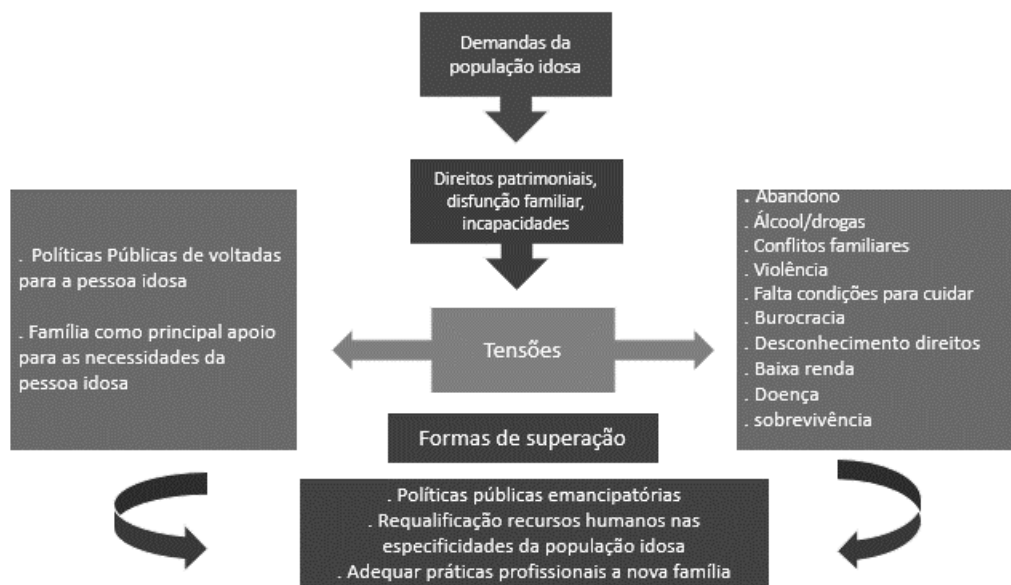 Demandas da
população idosa
Direitos patrimoniais,
disfunção familiar,
incapacidades
. Políticas Públicas de voltadas
para a pessoa idosa
. Família como principal apoio
para as necessidades da
pessoa idosa
Tensões
. Abandono
. Álcool/drogas
. Conflitos familiares
. Violência
. Falta condições para cuidar
. Burocracia
. Desconhecimento direitos
. Baixa renda
. Doença
. sobrevivência
Formas de superação
. Políticas públicas emancipatórias
. Requalificação recursos humanos nas
especificidades da população idosa
. Adequar práticas profissionais a nova família